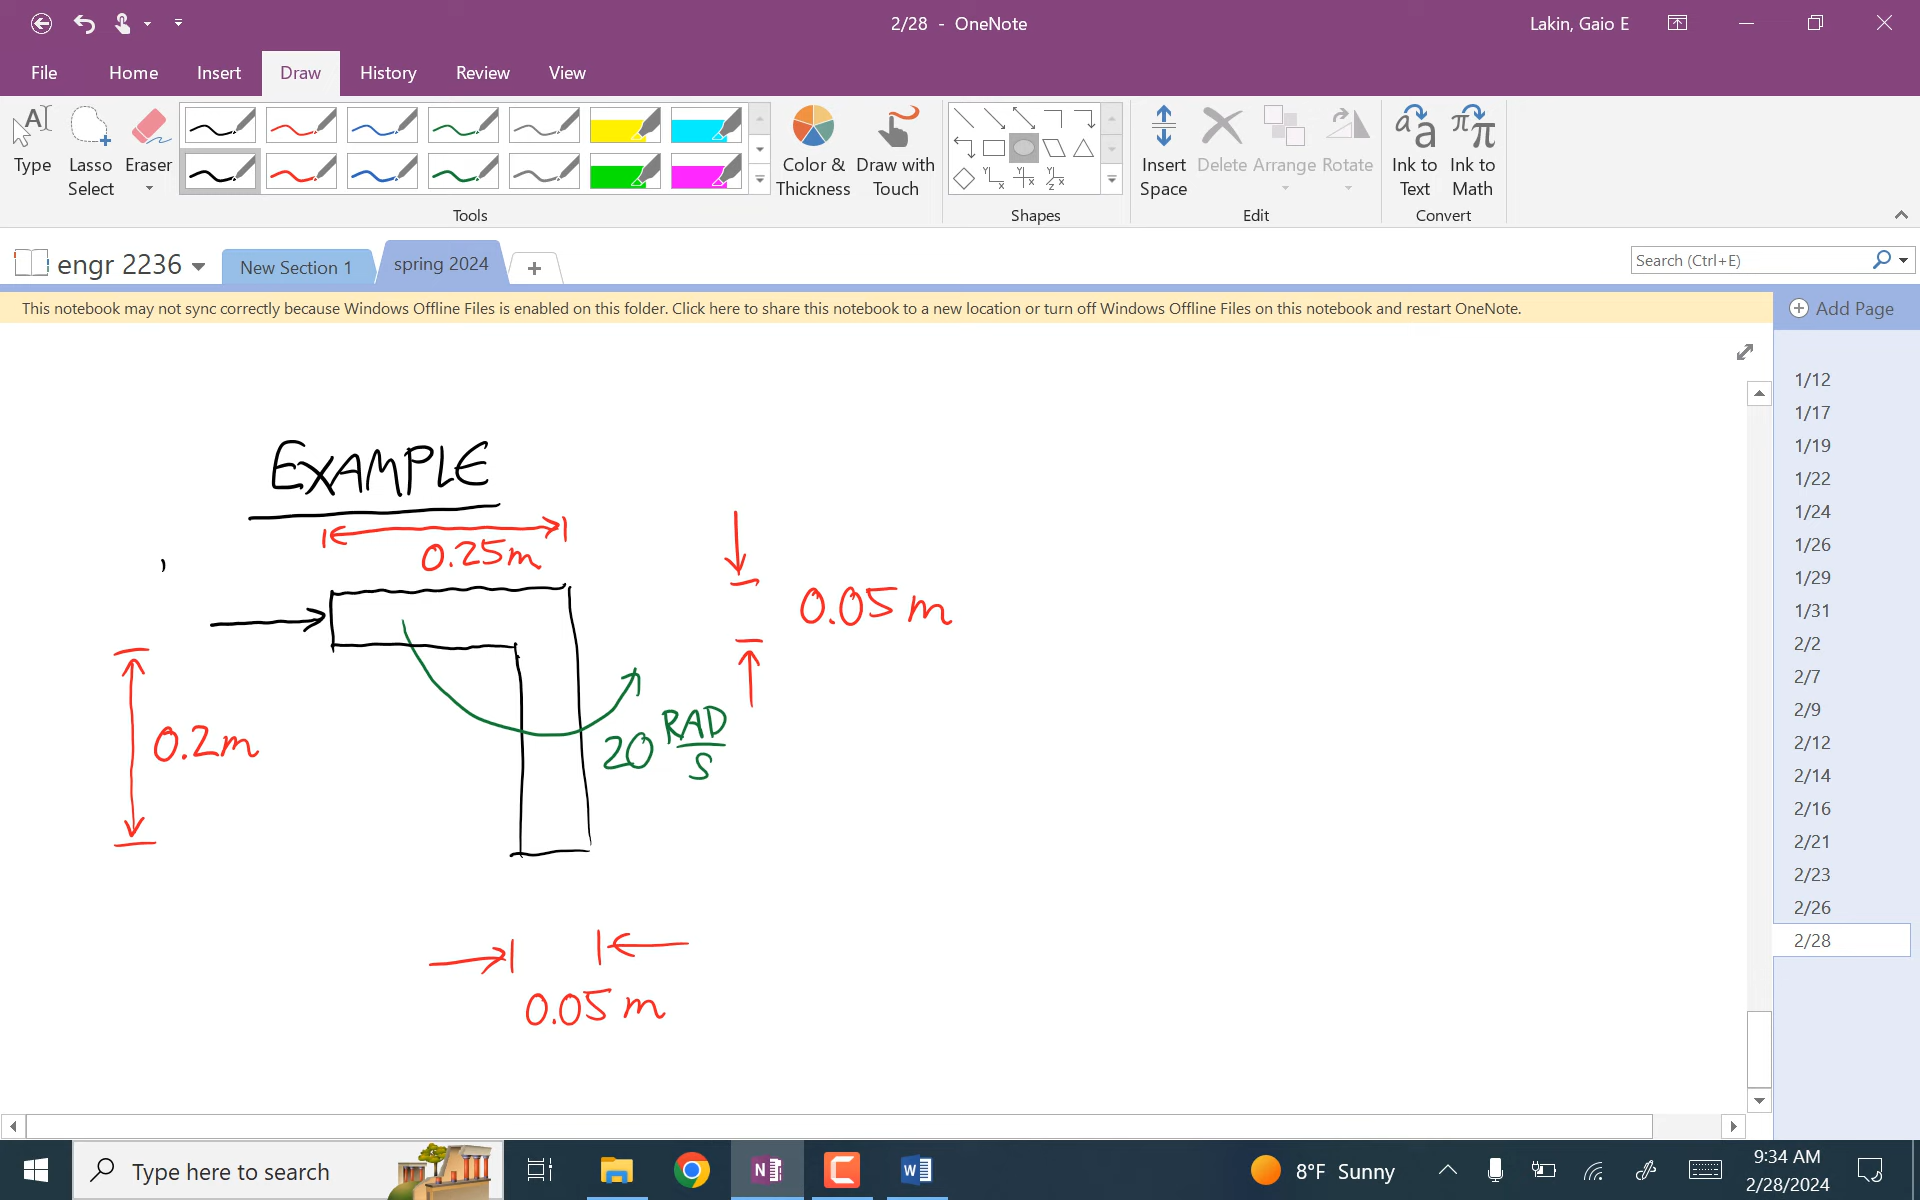 2/28 - OneNote
Lakin, Gaio E
File Home Insert Draw History Review View
Type
Lasso Select
Eraser
Color & Thickness
Draw with Touch
Insert Space
Delete
Arrange
Rotate
Ink to Text
Ink to Math
Tools
Shapes
Edit
Convert
engr 2236
New Section 1
spring 2024
Search (Ctrl+E)
This notebook may not sync correctly because Windows Offline Files is enabled on this folder. Click here to share this notebook to a new location or turn off Windows Offline Files on this notebook and restart OneNote.
Add Page
1/12
1/17
1/19
1/22
1/24
1/26
1/29
1/31
2/2
2/7
2/9
2/12
2/14
2/16
2/21
2/23
2/26
2/28
EXAMPLE
0.25m
0.05m
0.2m
20 RAD/S
0.05m
Type here to search
8°F Sunny
9:34 AM
2/28/2024